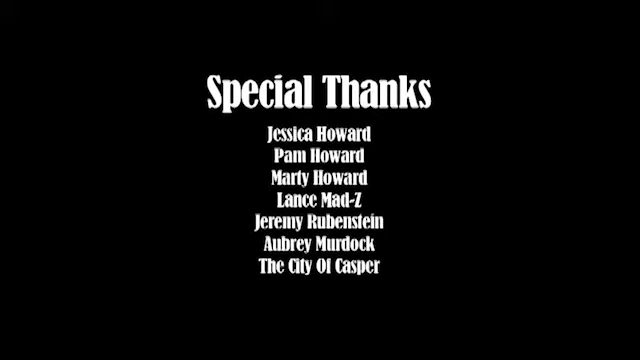 Special Thanks
Jessica Howard
Pam Howard
Marty Howard
Lance Mad-Z
Jeremy Rubenstein
Aubrey Murdock
The City Of Casper